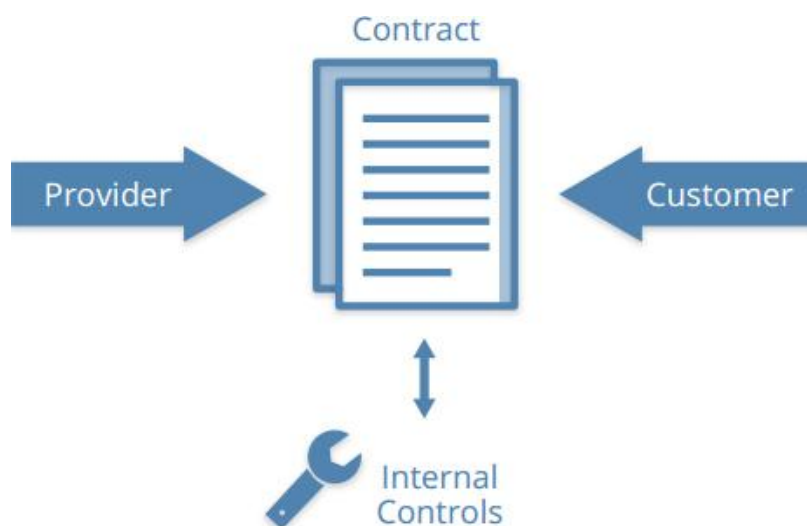 Contract
Provider
Customer
Internal
Controls